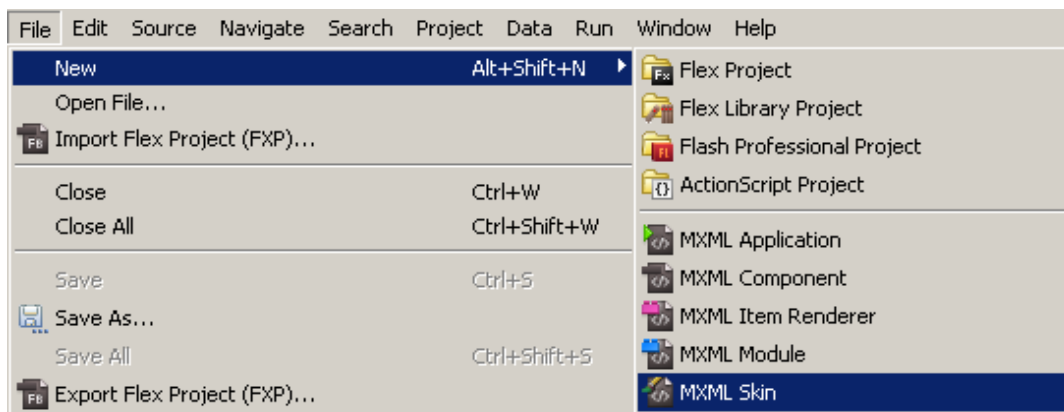 File Edit Source Navigate Search Project Data Run Window Help
New Alt+Shift+N
Open File...
Import Flex Project (FXP)...
Close Ctrl+W
Close All Ctrl+Shift+W
Save Ctrl+S
Save As...
Save All Ctrl+Shift+S
Export Flex Project (FXP)...
Flex Project
Flex Library Project
Flash Professional Project
ActionScript Project
MXML Application
MXML Component
MXML Item Renderer
MXML Module
MXML Skin